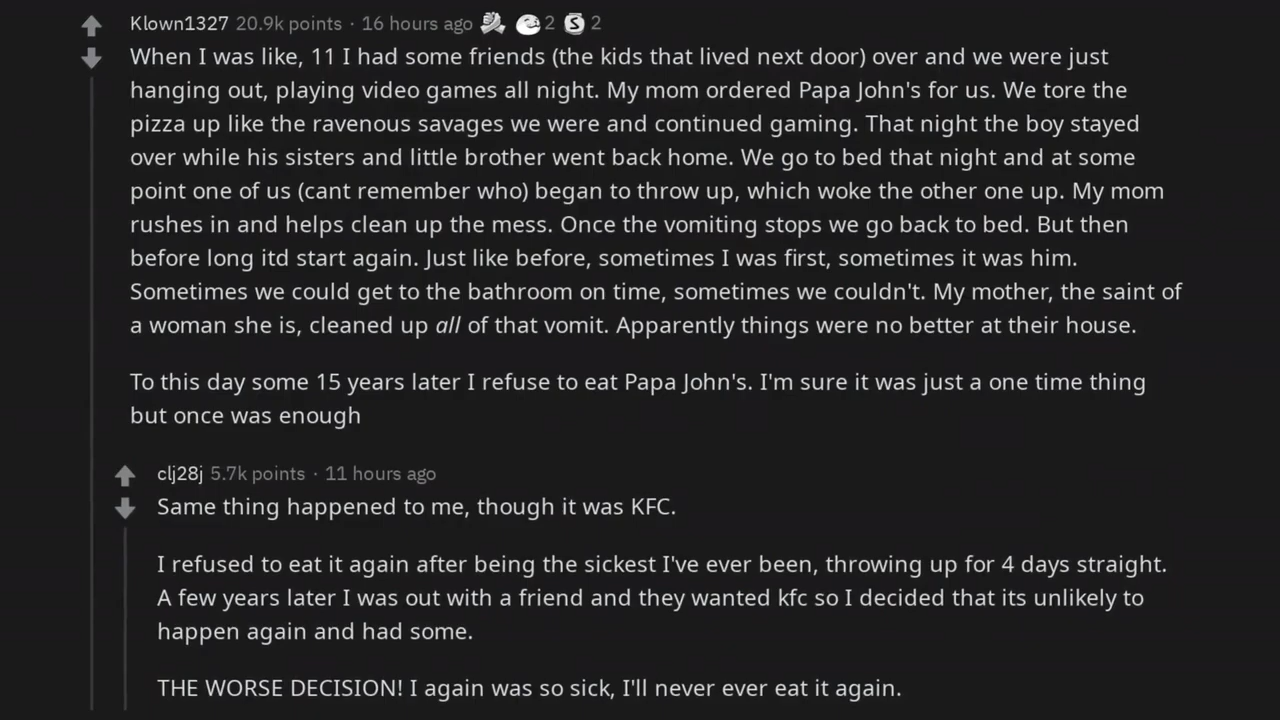 Klown1327 20.9k points · 16 hours ago 2 S 2
When I was like, 11 I had some friends (the kids that lived next door) over and we were just
hanging out, playing video games all night. My mom ordered Papa John's for us. We tore the
pizza up like the ravenous savages we were and continued gaming. That night the boy stayed
over while his sisters and little brother went back home. We go to bed that night and at some
point one of us (cant remember who) began to throw up, which woke the other one up. My mom
rushes in and helps clean up the mess. Once the vomiting stops we go back to bed. But then
before long itd start again. Just like before, sometimes I was first, sometimes it was him.
Sometimes we could get to the bathroom on time, sometimes we couldn't. My mother, the saint of
a woman she is, cleaned up all of that vomit. Apparently things were no better at their house.
To this day some 15 years later I refuse to eat Papa John's. I'm sure it was just a one time thing
but once was enough
clj28j 5.7k points · 11 hours ago
Same thing happened to me, though it was KFC.
I refused to eat it again after being the sickest I've ever been, throwing up for 4 days straight.
A few years later I was out with a friend and they wanted kfc so I decided that its unlikely to
happen again and had some.
THE WORSE DECISION! I again was so sick, I'll never ever eat it again.